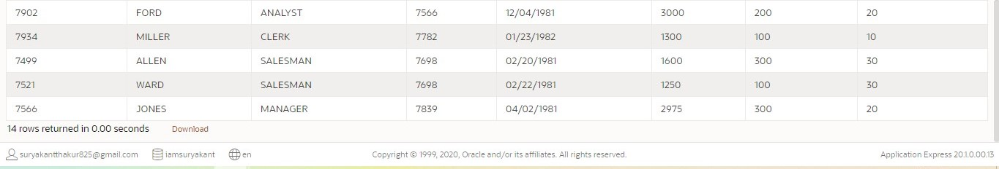 7902 FORD ANALYST 7566 12/04/1981 3000 200 20
7934 MILLER CLERK 7782 01/23/1982 1300 100 10
7499 ALLEN SALESMAN 7698 02/20/1981 1600 300 30
7521 WARD SALESMAN 7698 02/22/1981 1250 100 30
7566 JONES MANAGER 7839 04/02/1981 2975 300 20
14 rows returned in 0.00 seconds Download
suryakantthakur825@gmail.com iamsuryakant en Copyright © 1999, 2020, Oracle and/or its affiliates. All rights reserved. Application Express 20.1.0.00.13